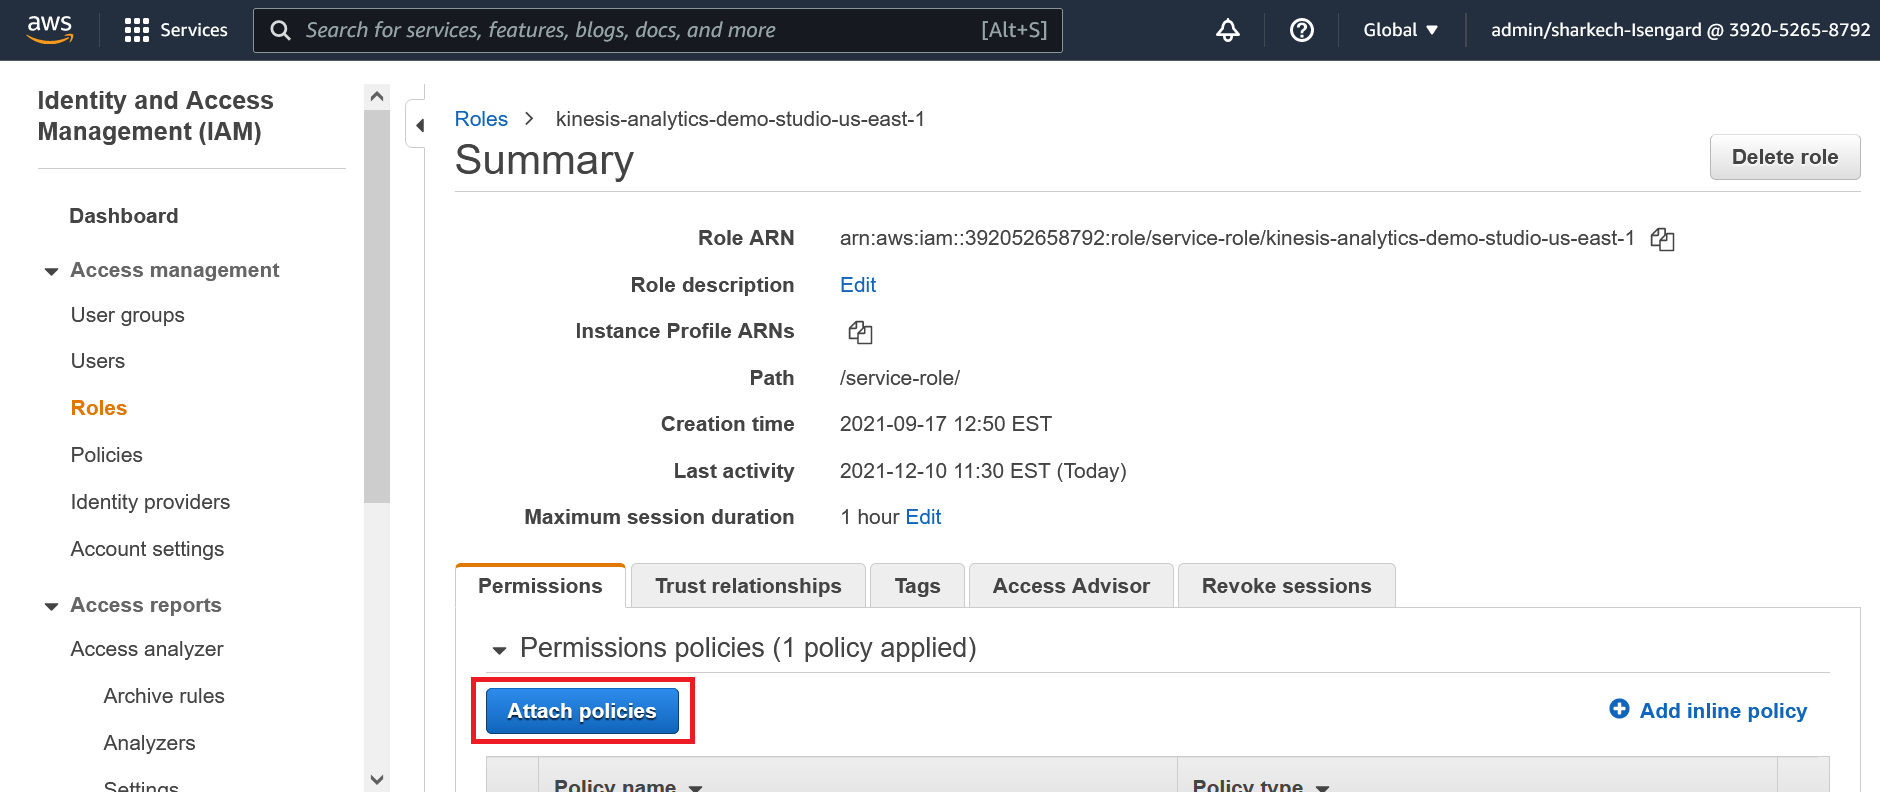 aws
Services
Search for services, features, blogs, docs, and more
[Alt+S]
Global
admin/sharkech-Isengard @ 3920-5265-8792
Identity and Access
Management (IAM)
Dashboard
Access management
User groups
Users
Roles
Policies
Identity providers
Account settings
Access reports
Access analyzer
Archive rules
Analyzers
Settings
Roles > kinesis-analytics-demo-studio-us-east-1
Summary
Delete role
Role ARN arn:aws:iam::392052658792:role/service-role/kinesis-analytics-demo-studio-us-east-1
Role description Edit
Instance Profile ARNs
Path /service-role/
Creation time 2021-09-17 12:50 EST
Last activity 2021-12-10 11:30 EST (Today)
Maximum session duration 1 hour Edit
Permissions
Trust relationships
Tags
Access Advisor
Revoke sessions
Permissions policies (1 policy applied)
Attach policies
Add inline policy
Policy name
Policy type